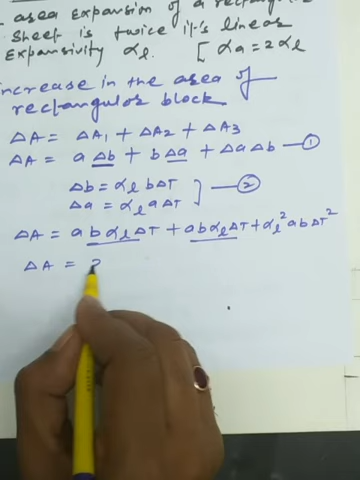 area expansion of a rectangular
sheet is twice it's linear
Expansivity αℓ. [ αa = 2αℓ
increase in the area of
rectangular block
ΔA = ΔA1 + ΔA2 + ΔA3
ΔA = aΔb + bΔa + ΔaΔb —①
Δb = αℓ bΔT
Δa = αℓ aΔT ] —②
ΔA = abαℓΔT + abαℓΔT + αℓ²abΔT²
ΔA =